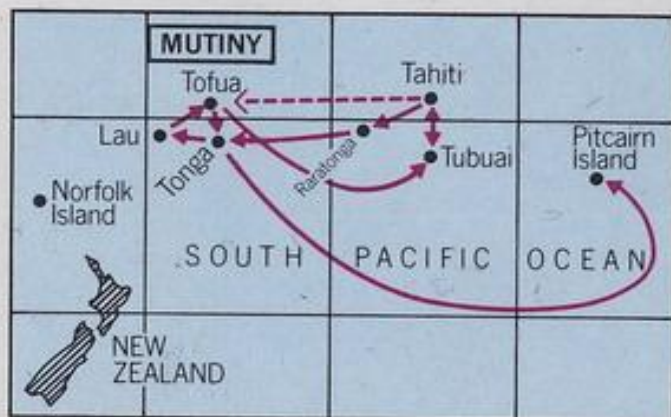 MUTINY
Tofua
Tahiti
Lau
Tonga
Raratonga
Tubuai
Pitcairn
Island
Norfolk
Island
SOUTH PACIFIC OCEAN
NEW
ZEALAND